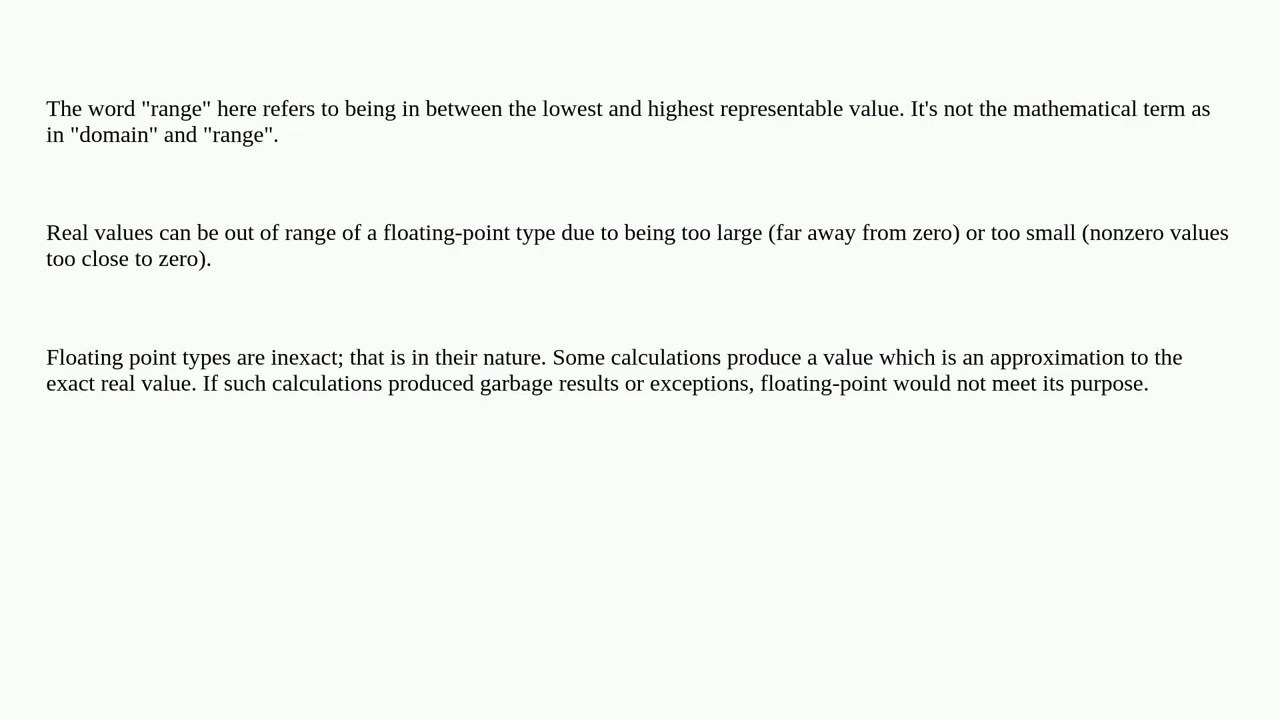 The word "range" here refers to being in between the lowest and highest representable value. It's not the mathematical term as
in "domain" and "range".
Real values can be out of range of a floating-point type due to being too large (far away from zero) or too small (nonzero values
too close to zero).
Floating point types are inexact; that is in their nature. Some calculations produce a value which is an approximation to the
exact real value. If such calculations produced garbage results or exceptions, floating-point would not meet its purpose.